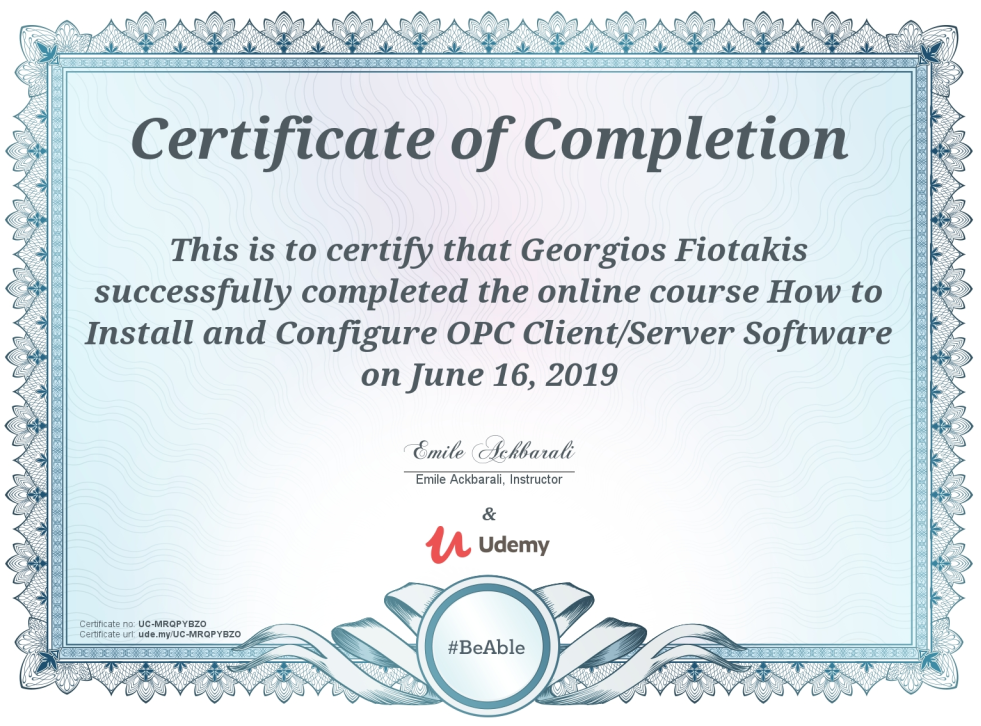 Certificate of Completion
This is to certify that Georgios Fiotakis
successfully completed the online course How to
Install and Configure OPC Client/Server Software
on June 16, 2019
Emile Ackbarali
Emile Ackbarali, Instructor
&
Udemy
#BeAble
Certificate no: UC-MRQPYBZO
Certificate url: ude.my/UC-MRQPYBZO